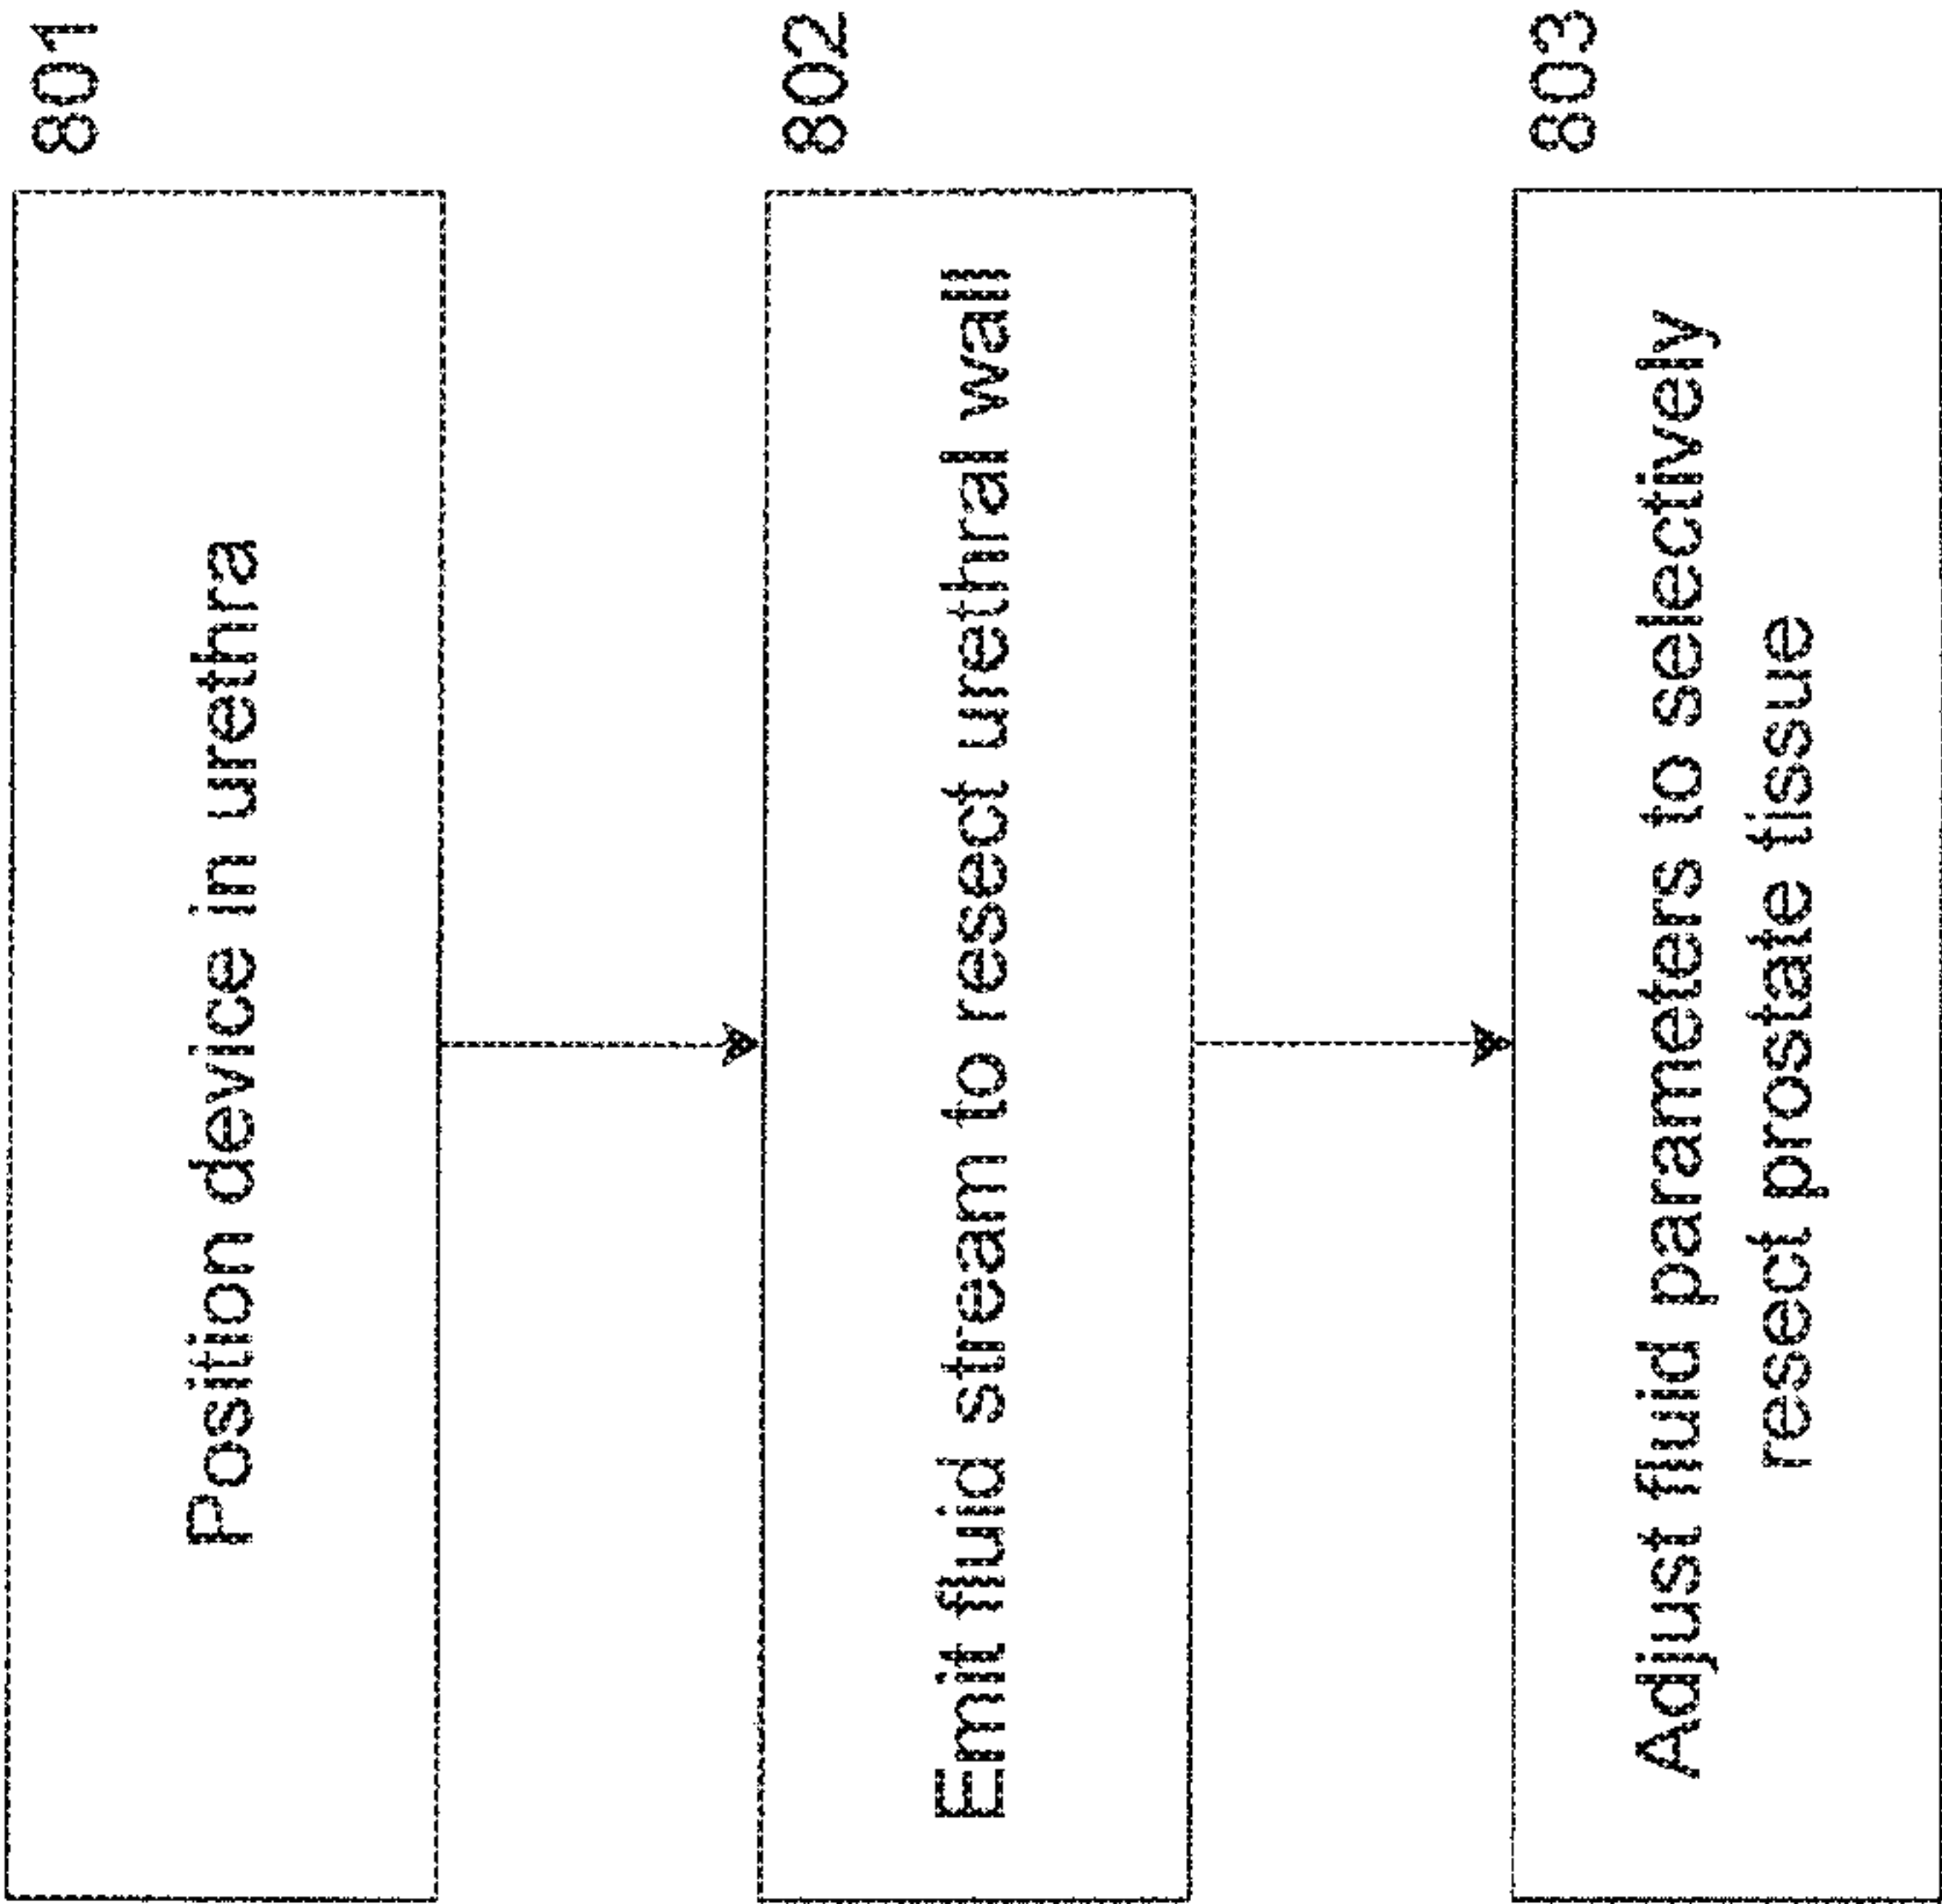 801
Position device in urethra
802
Emit fluid stream to resect urethral wall
803
Adjust fluid parameters to selectively
resect prostate tissue